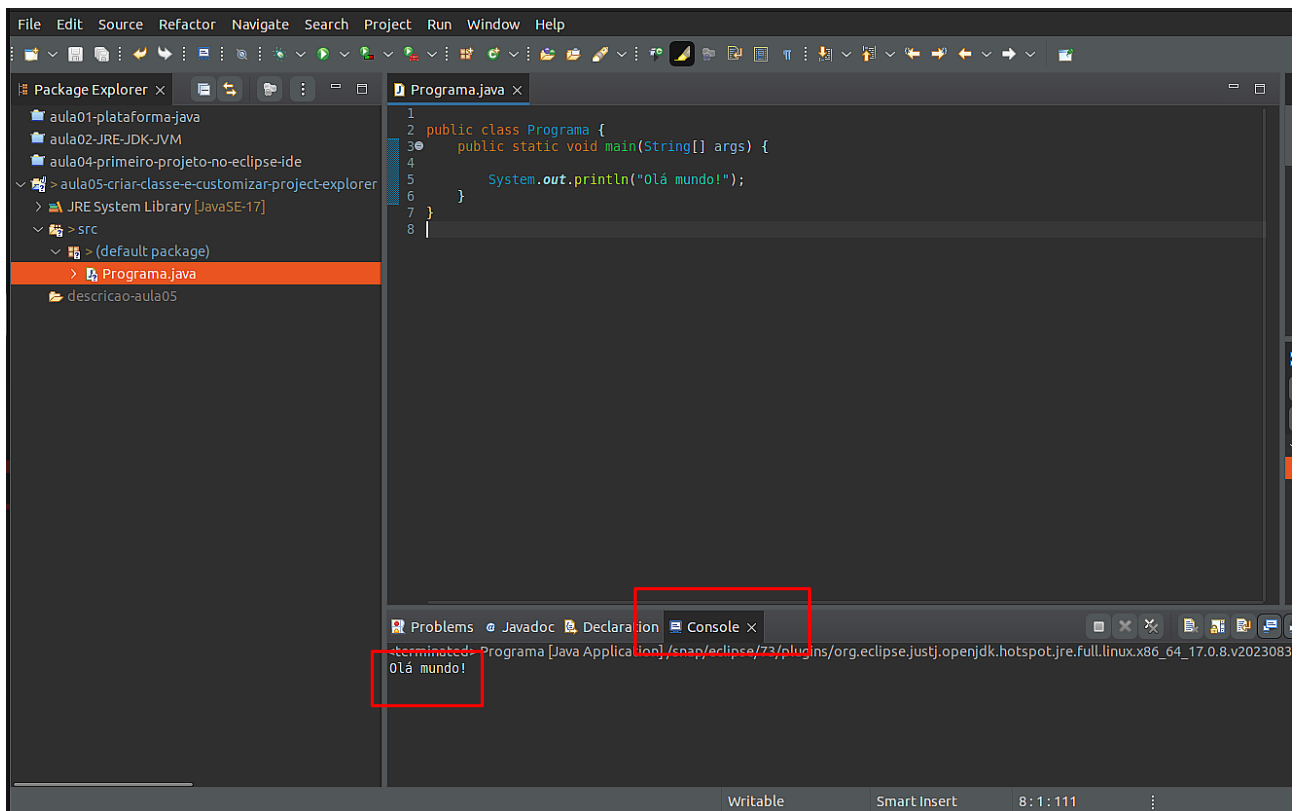 File Edit Source Refactor Navigate Search Project Run Window Help
Package Explorer
aula01-plataforma-java
aula02-JRE-JDK-JVM
aula04-primeiro-projeto-no-eclipse-ide
> aula05-criar-classe-e-customizar-project-explorer
JRE System Library [JavaSE-17]
> src
> (default package)
Programa.java
descricao-aula05
Programa.java
1
2 public class Programa {
3 public static void main(String[] args) {
4
5 System.out.println("Olá mundo!");
6 }
7 }
8
Problems Javadoc Declaration Console
<terminated> Programa [Java Application] /snap/eclipse/73/plugins/org.eclipse.justj.openjdk.hotspot.jre.full.linux.x86_64_17.0.8.v2023083
Olá mundo!
Writable Smart Insert 8 : 1 : 111